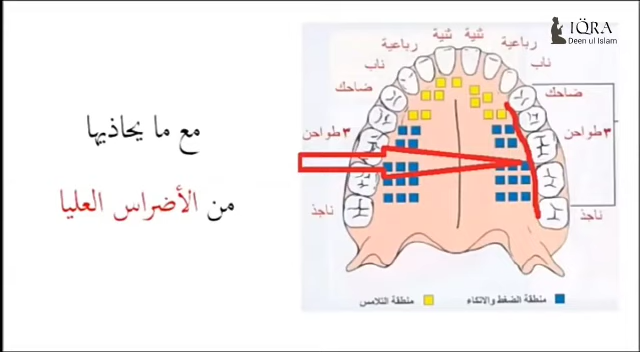 IQRA
Deen ul Islam
ثنية
ثنية
رباعية
رباعية
ناب
ناب
ضاحك
ضاحك
٣ طواحن
٣ طواحن
ناجذ
ناجذ
مع ما يحاذيها
من الأضراس العليا
منطقة الضغط والاتكاء
منطقة التلامس